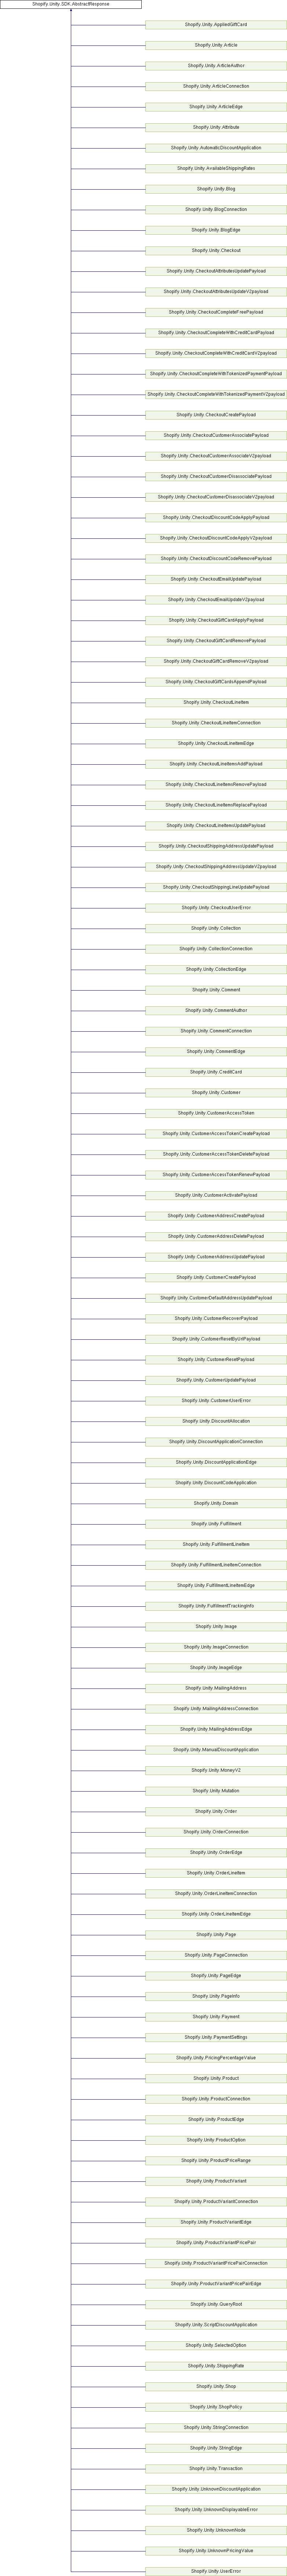 Shopify.Unity.SDK.AbstractResponse
Shopify.Unity.AppliedGiftCard
Shopify.Unity.Article
Shopify.Unity.ArticleAuthor
Shopify.Unity.ArticleConnection
Shopify.Unity.ArticleEdge
Shopify.Unity.Attribute
Shopify.Unity.AutomaticDiscountApplication
Shopify.Unity.AvailableShippingRates
Shopify.Unity.Blog
Shopify.Unity.BlogConnection
Shopify.Unity.BlogEdge
Shopify.Unity.Checkout
Shopify.Unity.CheckoutAttributesUpdatePayload
Shopify.Unity.CheckoutAttributesUpdateV2payload
Shopify.Unity.CheckoutCompleteFreePayload
Shopify.Unity.CheckoutCompleteWithCreditCardPayload
Shopify.Unity.CheckoutCompleteWithCreditCardV2payload
Shopify.Unity.CheckoutCompleteWithTokenizedPaymentPayload
Shopify.Unity.CheckoutCompleteWithTokenizedPaymentV2payload
Shopify.Unity.CheckoutCreatePayload
Shopify.Unity.CheckoutCustomerAssociatePayload
Shopify.Unity.CheckoutCustomerAssociateV2payload
Shopify.Unity.CheckoutCustomerDisassociatePayload
Shopify.Unity.CheckoutCustomerDisassociateV2payload
Shopify.Unity.CheckoutDiscountCodeApplyPayload
Shopify.Unity.CheckoutDiscountCodeApplyV2payload
Shopify.Unity.CheckoutDiscountCodeRemovePayload
Shopify.Unity.CheckoutEmailUpdatePayload
Shopify.Unity.CheckoutEmailUpdateV2payload
Shopify.Unity.CheckoutGiftCardApplyPayload
Shopify.Unity.CheckoutGiftCardRemovePayload
Shopify.Unity.CheckoutGiftCardRemoveV2payload
Shopify.Unity.CheckoutGiftCardsAppendPayload
Shopify.Unity.CheckoutLineItem
Shopify.Unity.CheckoutLineItemConnection
Shopify.Unity.CheckoutLineItemEdge
Shopify.Unity.CheckoutLineItemsAddPayload
Shopify.Unity.CheckoutLineItemsRemovePayload
Shopify.Unity.CheckoutLineItemsReplacePayload
Shopify.Unity.CheckoutLineItemsUpdatePayload
Shopify.Unity.CheckoutShippingAddressUpdatePayload
Shopify.Unity.CheckoutShippingAddressUpdateV2payload
Shopify.Unity.CheckoutShippingLineUpdatePayload
Shopify.Unity.CheckoutUserError
Shopify.Unity.Collection
Shopify.Unity.CollectionConnection
Shopify.Unity.CollectionEdge
Shopify.Unity.Comment
Shopify.Unity.CommentAuthor
Shopify.Unity.CommentConnection
Shopify.Unity.CommentEdge
Shopify.Unity.CreditCard
Shopify.Unity.Customer
Shopify.Unity.CustomerAccessToken
Shopify.Unity.CustomerAccessTokenCreatePayload
Shopify.Unity.CustomerAccessTokenDeletePayload
Shopify.Unity.CustomerAccessTokenRenewPayload
Shopify.Unity.CustomerActivatePayload
Shopify.Unity.CustomerAddressCreatePayload
Shopify.Unity.CustomerAddressDeletePayload
Shopify.Unity.CustomerAddressUpdatePayload
Shopify.Unity.CustomerCreatePayload
Shopify.Unity.CustomerDefaultAddressUpdatePayload
Shopify.Unity.CustomerRecoverPayload
Shopify.Unity.CustomerResetByUrlPayload
Shopify.Unity.CustomerResetPayload
Shopify.Unity.CustomerUpdatePayload
Shopify.Unity.CustomerUserError
Shopify.Unity.DiscountAllocation
Shopify.Unity.DiscountApplicationConnection
Shopify.Unity.DiscountApplicationEdge
Shopify.Unity.DiscountCodeApplication
Shopify.Unity.Domain
Shopify.Unity.Fulfillment
Shopify.Unity.FulfillmentLineItem
Shopify.Unity.FulfillmentLineItemConnection
Shopify.Unity.FulfillmentLineItemEdge
Shopify.Unity.FulfillmentTrackingInfo
Shopify.Unity.Image
Shopify.Unity.ImageConnection
Shopify.Unity.ImageEdge
Shopify.Unity.MailingAddress
Shopify.Unity.MailingAddressConnection
Shopify.Unity.MailingAddressEdge
Shopify.Unity.ManualDiscountApplication
Shopify.Unity.MoneyV2
Shopify.Unity.Mutation
Shopify.Unity.Order
Shopify.Unity.OrderConnection
Shopify.Unity.OrderEdge
Shopify.Unity.OrderLineItem
Shopify.Unity.OrderLineItemConnection
Shopify.Unity.OrderLineItemEdge
Shopify.Unity.Page
Shopify.Unity.PageConnection
Shopify.Unity.PageEdge
Shopify.Unity.PageInfo
Shopify.Unity.Payment
Shopify.Unity.PaymentSettings
Shopify.Unity.PricingPercentageValue
Shopify.Unity.Product
Shopify.Unity.ProductConnection
Shopify.Unity.ProductEdge
Shopify.Unity.ProductOption
Shopify.Unity.ProductPriceRange
Shopify.Unity.ProductVariant
Shopify.Unity.ProductVariantConnection
Shopify.Unity.ProductVariantEdge
Shopify.Unity.ProductVariantPricePair
Shopify.Unity.ProductVariantPricePairConnection
Shopify.Unity.ProductVariantPricePairEdge
Shopify.Unity.QueryRoot
Shopify.Unity.ScriptDiscountApplication
Shopify.Unity.SelectedOption
Shopify.Unity.ShippingRate
Shopify.Unity.Shop
Shopify.Unity.ShopPolicy
Shopify.Unity.StringConnection
Shopify.Unity.StringEdge
Shopify.Unity.Transaction
Shopify.Unity.UnknownDiscountApplication
Shopify.Unity.UnknownDisplayableError
Shopify.Unity.UnknownNode
Shopify.Unity.UnknownPricingValue
Shopify.Unity.UserError